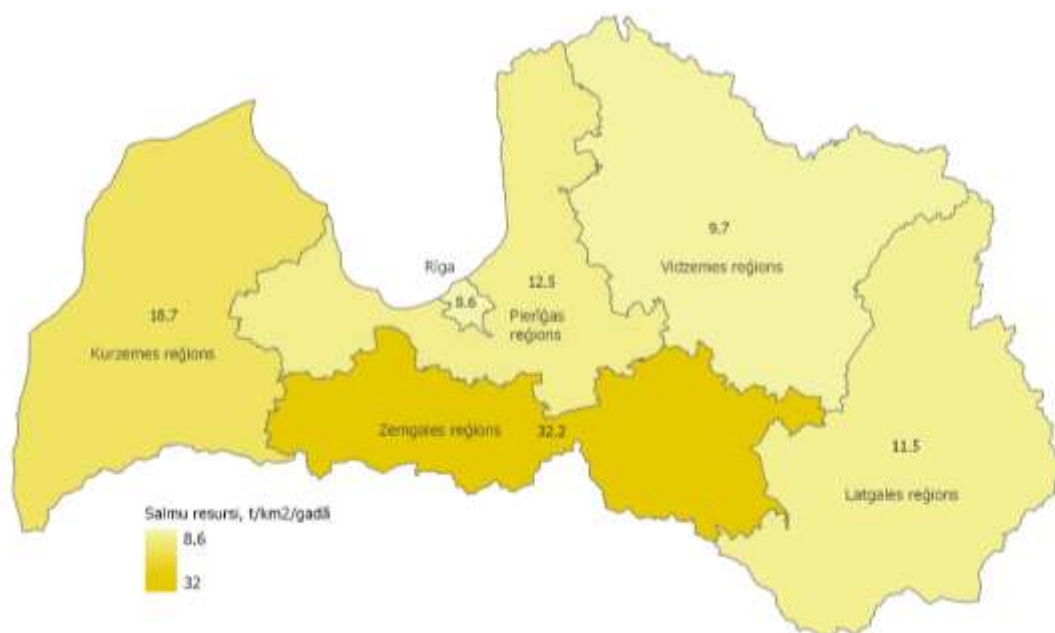 9.7
Vidzemes reģions
Rīga
8.6
12.5
Pierīgas
reģions
18.7
Kurzemes reģions
Zemgales reģions
32.2
11.5
Latgales reģions
Salmu resursi, t/km2/gadā
8,6
32